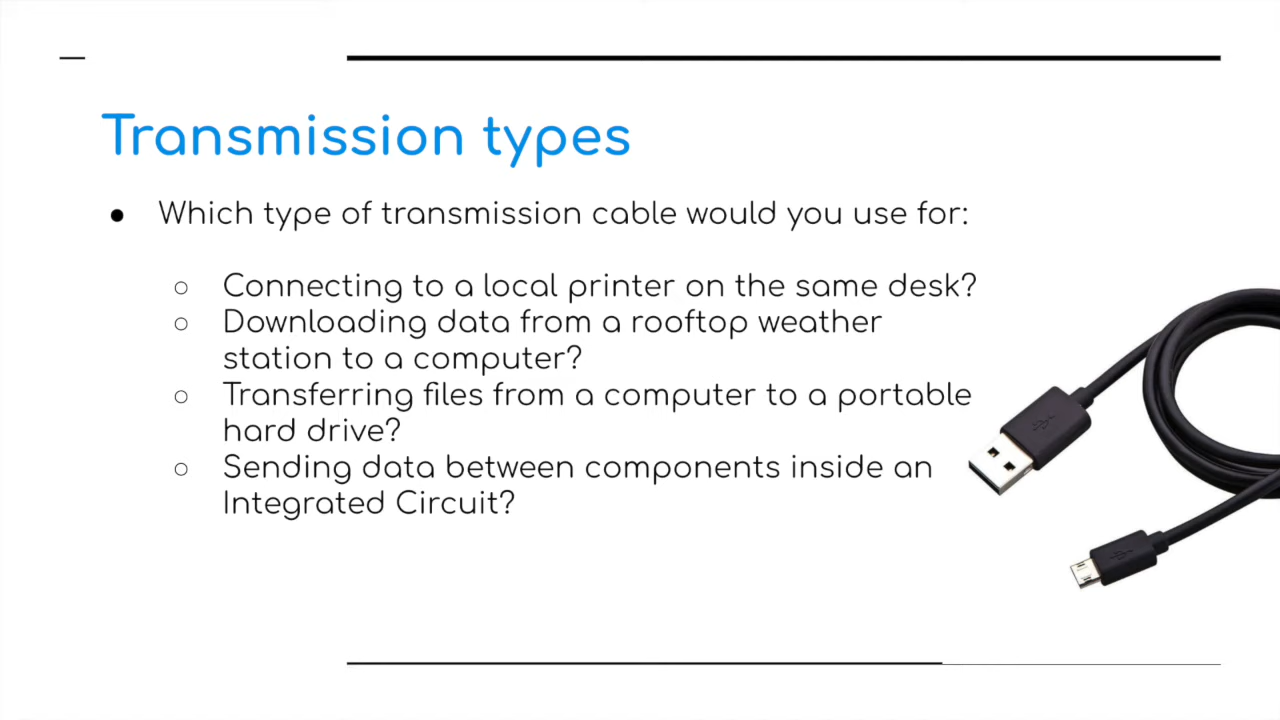 Transmission types
● Which type of transmission cable would you use for:
○ Connecting to a local printer on the same desk?
○ Downloading data from a rooftop weather
station to a computer?
○ Transferring files from a computer to a portable
hard drive?
○ Sending data between components inside an
Integrated Circuit?